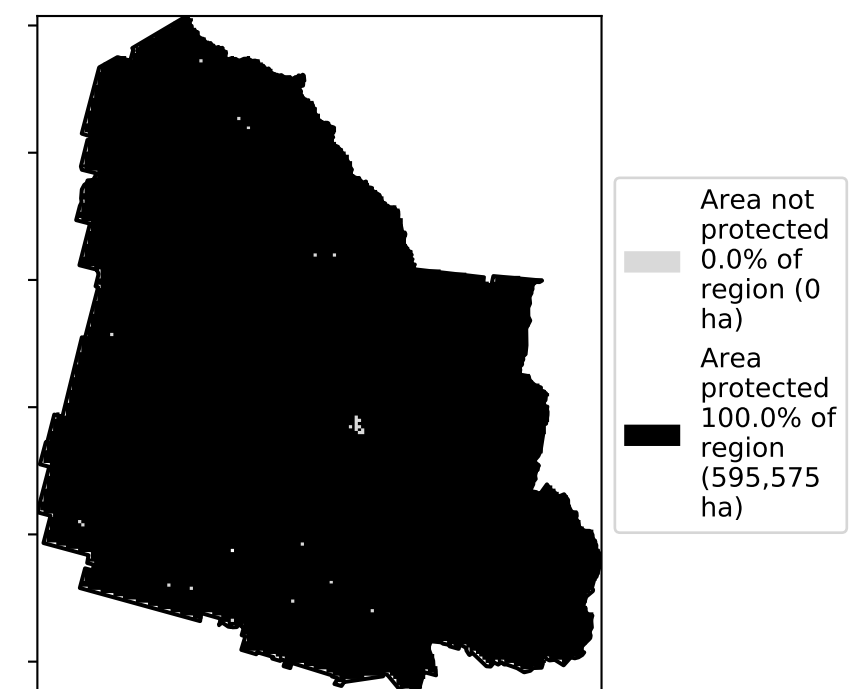 Area not
protected
0.0% of
region (0
ha)
Area
protected
100.0% of
region
(595,575
ha)